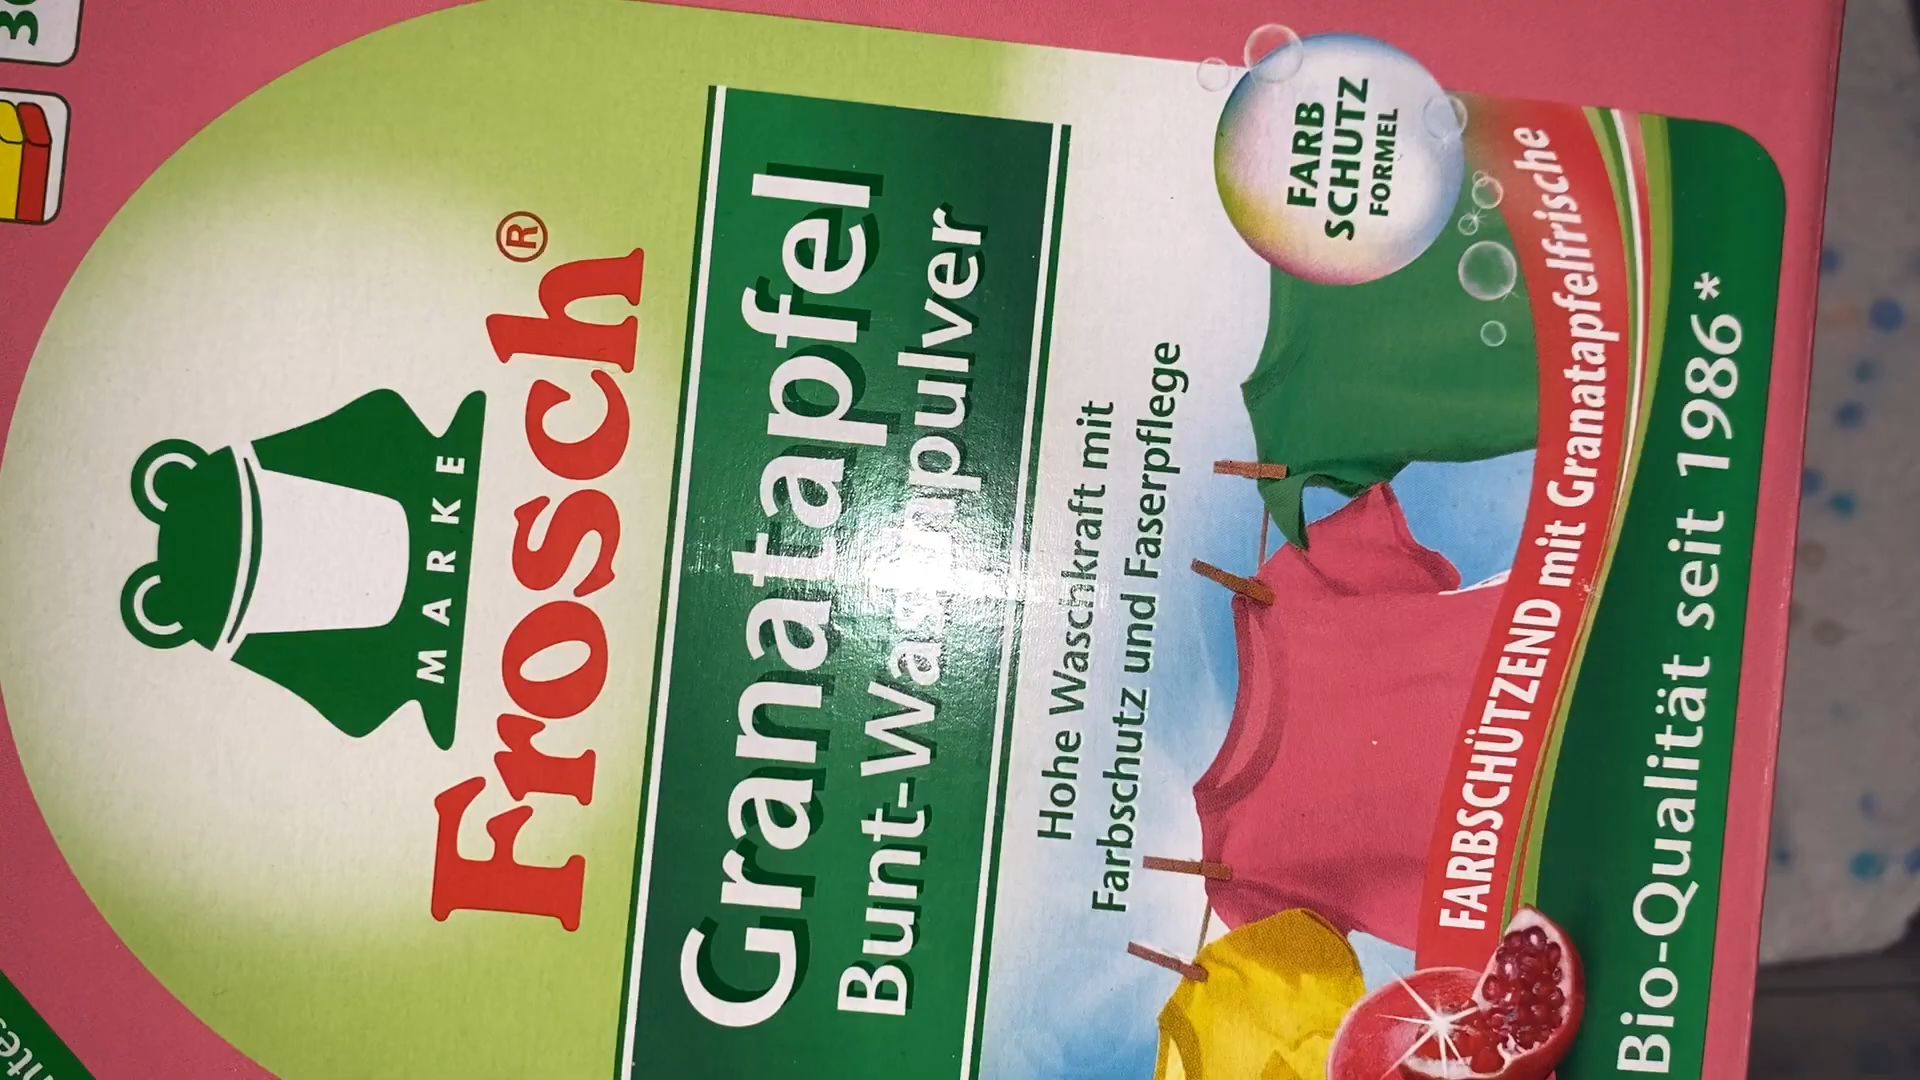 MARKE
Frosch®
Granatapfel
Bunt-Waschpulver
Hohe Waschkraft mit
Farbschutz und Faserpflege
FARB
SCHUTZ
FORMEL
FARBSCHÜTZEND mit Granatapfelfrische
Bio-Qualität seit 1986*